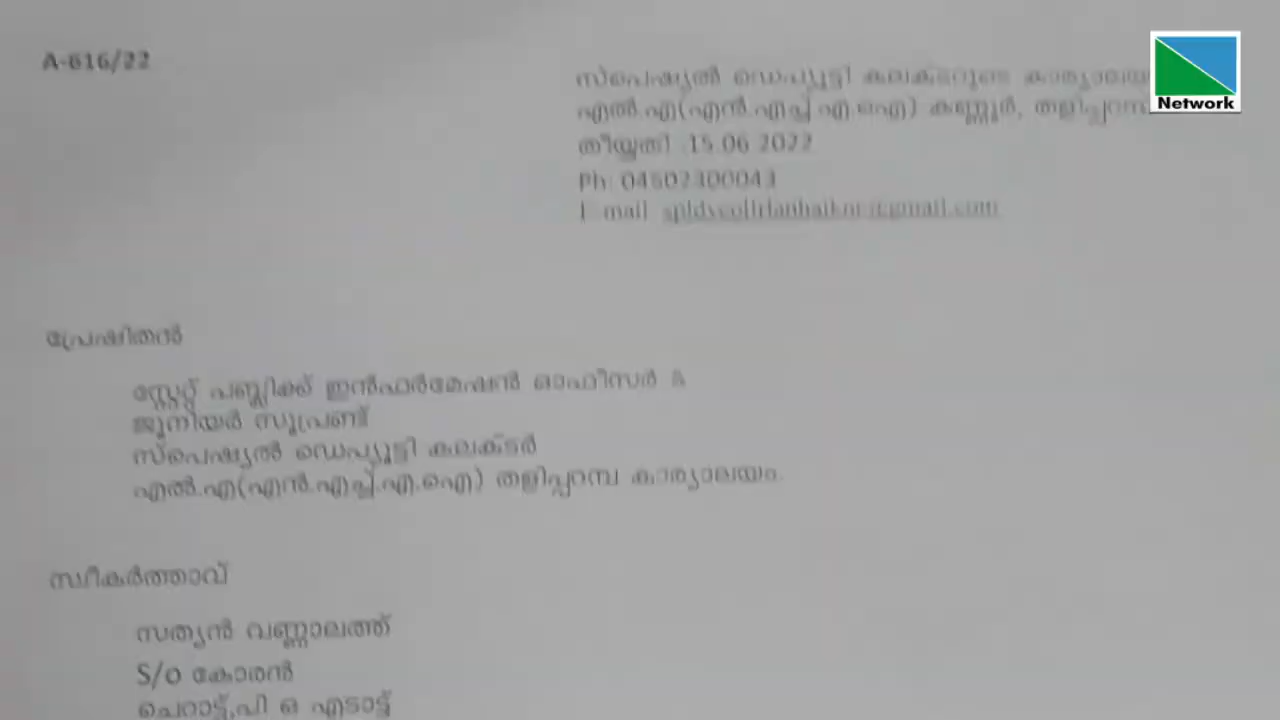 A-616/22
സ്പെഷ്യൽ ഡെപ്യൂട്ടി കലക്ടറുടെ കാര്യാലയ
എൽ.എ(എൻ.എച്ച്.എ.ഐ) കണ്ണൂർ, തളിപ്പറമ്പ
തീയ്യതി 15.06.2022
Ph: 04602300043
E-mail
Network
പ്രേഷിതൻ
സ്റ്റേറ്റ് പബ്ലിക്ക് ഇൻഫർമേഷൻ ഓഫീസർ &
ജൂനിയർ സൂപ്രണ്ട്
സ്പെഷ്യൽ ഡെപ്യൂട്ടി കലക്ടർ
എൽ.എ(എൻ.എച്ച്.എ.ഐ) തളിപ്പറമ്പ കാര്യാലയം.
സ്വീകർത്താവ്
സത്യൻ വണ്ണാലത്ത്
S/o കോരൻ
ചെറാട്ട്,പി ഒ എടാട്ട്